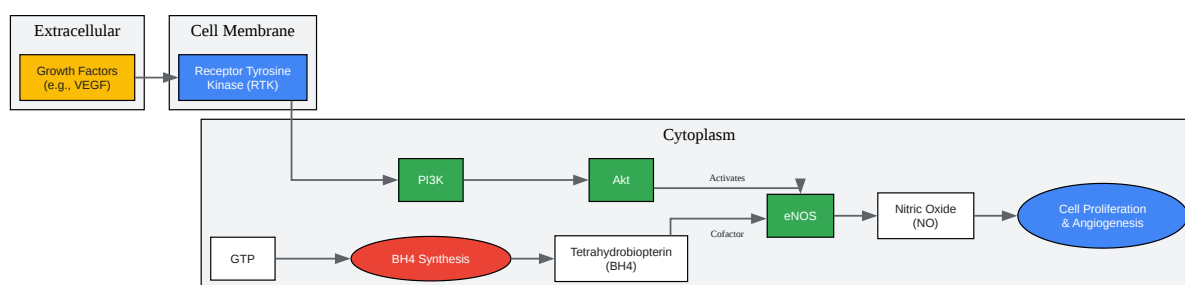 Extracellular
Growth Factors
(e.g., VEGF)
Cell Membrane
Receptor Tyrosine
Kinase (RTK)
Cytoplasm
PI3K
Akt
Activates
eNOS
Nitric Oxide
(NO)
Cell Proliferation
& Angiogenesis
Cofactor
GTP
BH4 Synthesis
Tetrahydrobiopterin
(BH4)